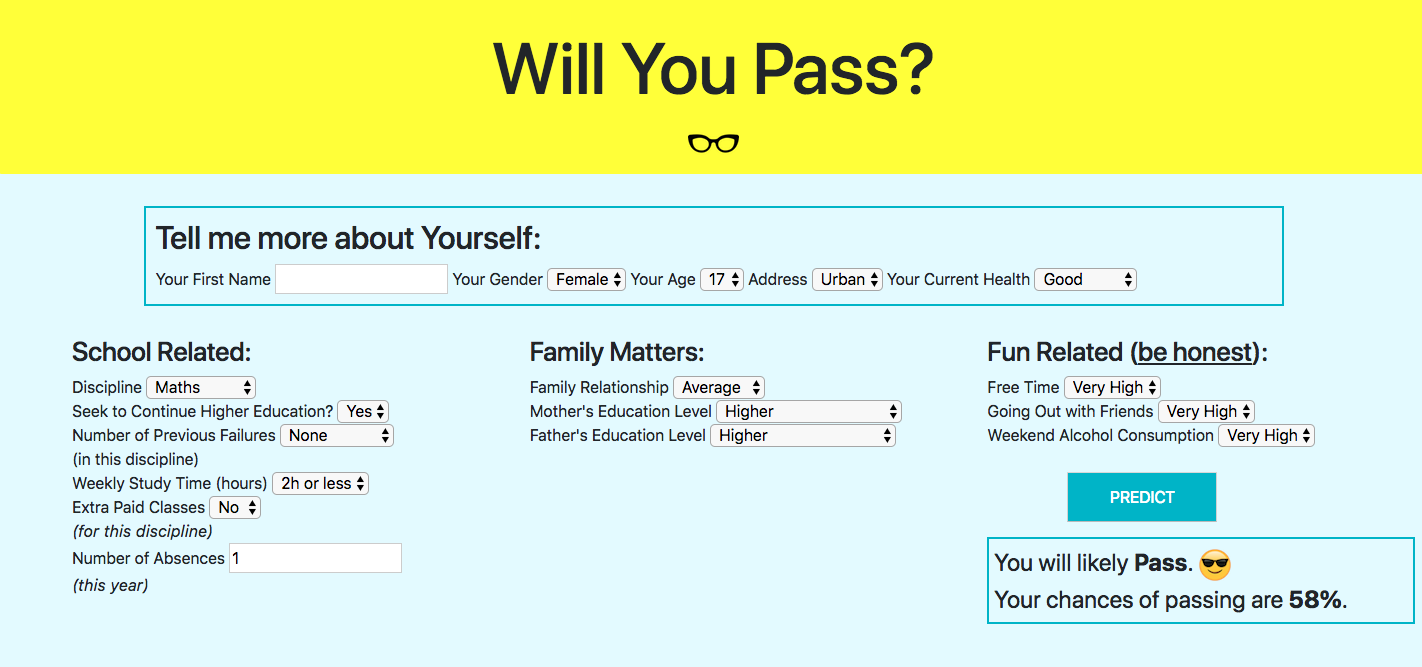 Will You Pass?
Tell me more about Yourself:
Your First Name Your Gender Female Your Age 17 Address Urban Your Current Health Good
School Related:
Discipline Maths
Seek to Continue Higher Education? Yes
Number of Previous Failures None
(in this discipline)
Weekly Study Time (hours) 2h or less
Extra Paid Classes No
(for this discipline)
Number of Absences 1
(this year)
Family Matters:
Family Relationship Average
Mother's Education Level Higher
Father's Education Level Higher
Fun Related (be honest):
Free Time Very High
Going Out with Friends Very High
Weekend Alcohol Consumption Very High
PREDICT
You will likely Pass. 😎
Your chances of passing are 58%.